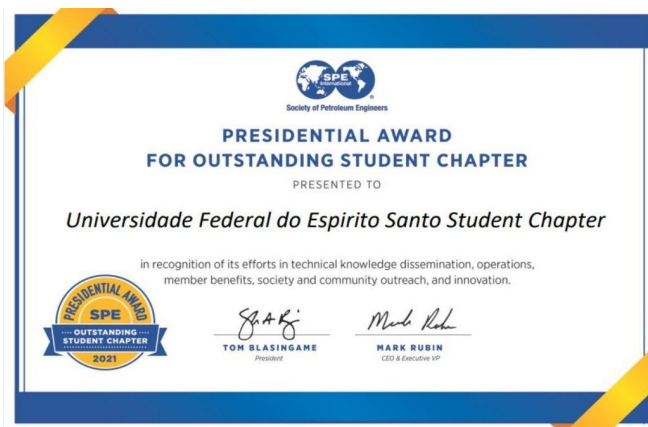 SPE
International
Society of Petroleum Engineers
PRESIDENTIAL AWARD
FOR OUTSTANDING STUDENT CHAPTER
PRESENTED TO
Universidade Federal do Espirito Santo Student Chapter
in recognition of its efforts in technical knowledge dissemination, operations,
member benefits, society and community outreach, and innovation.
PRESIDENTIAL AWARD
SPE
OUTSTANDING
STUDENT CHAPTER
2021
TOM BLASINGAME
President
MARK RUBIN
CEO & Executive VP